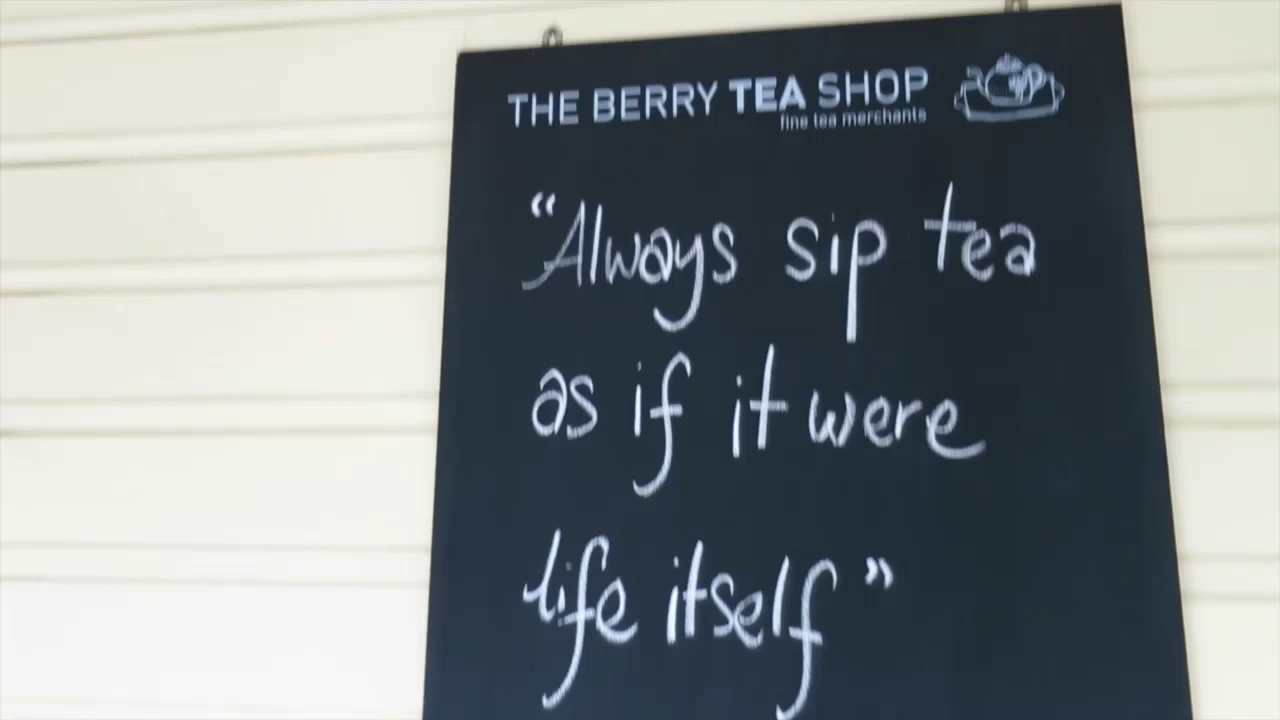 THE BERRY TEA SHOP
fine tea merchants
“Always sip tea
as if it were
life itself”